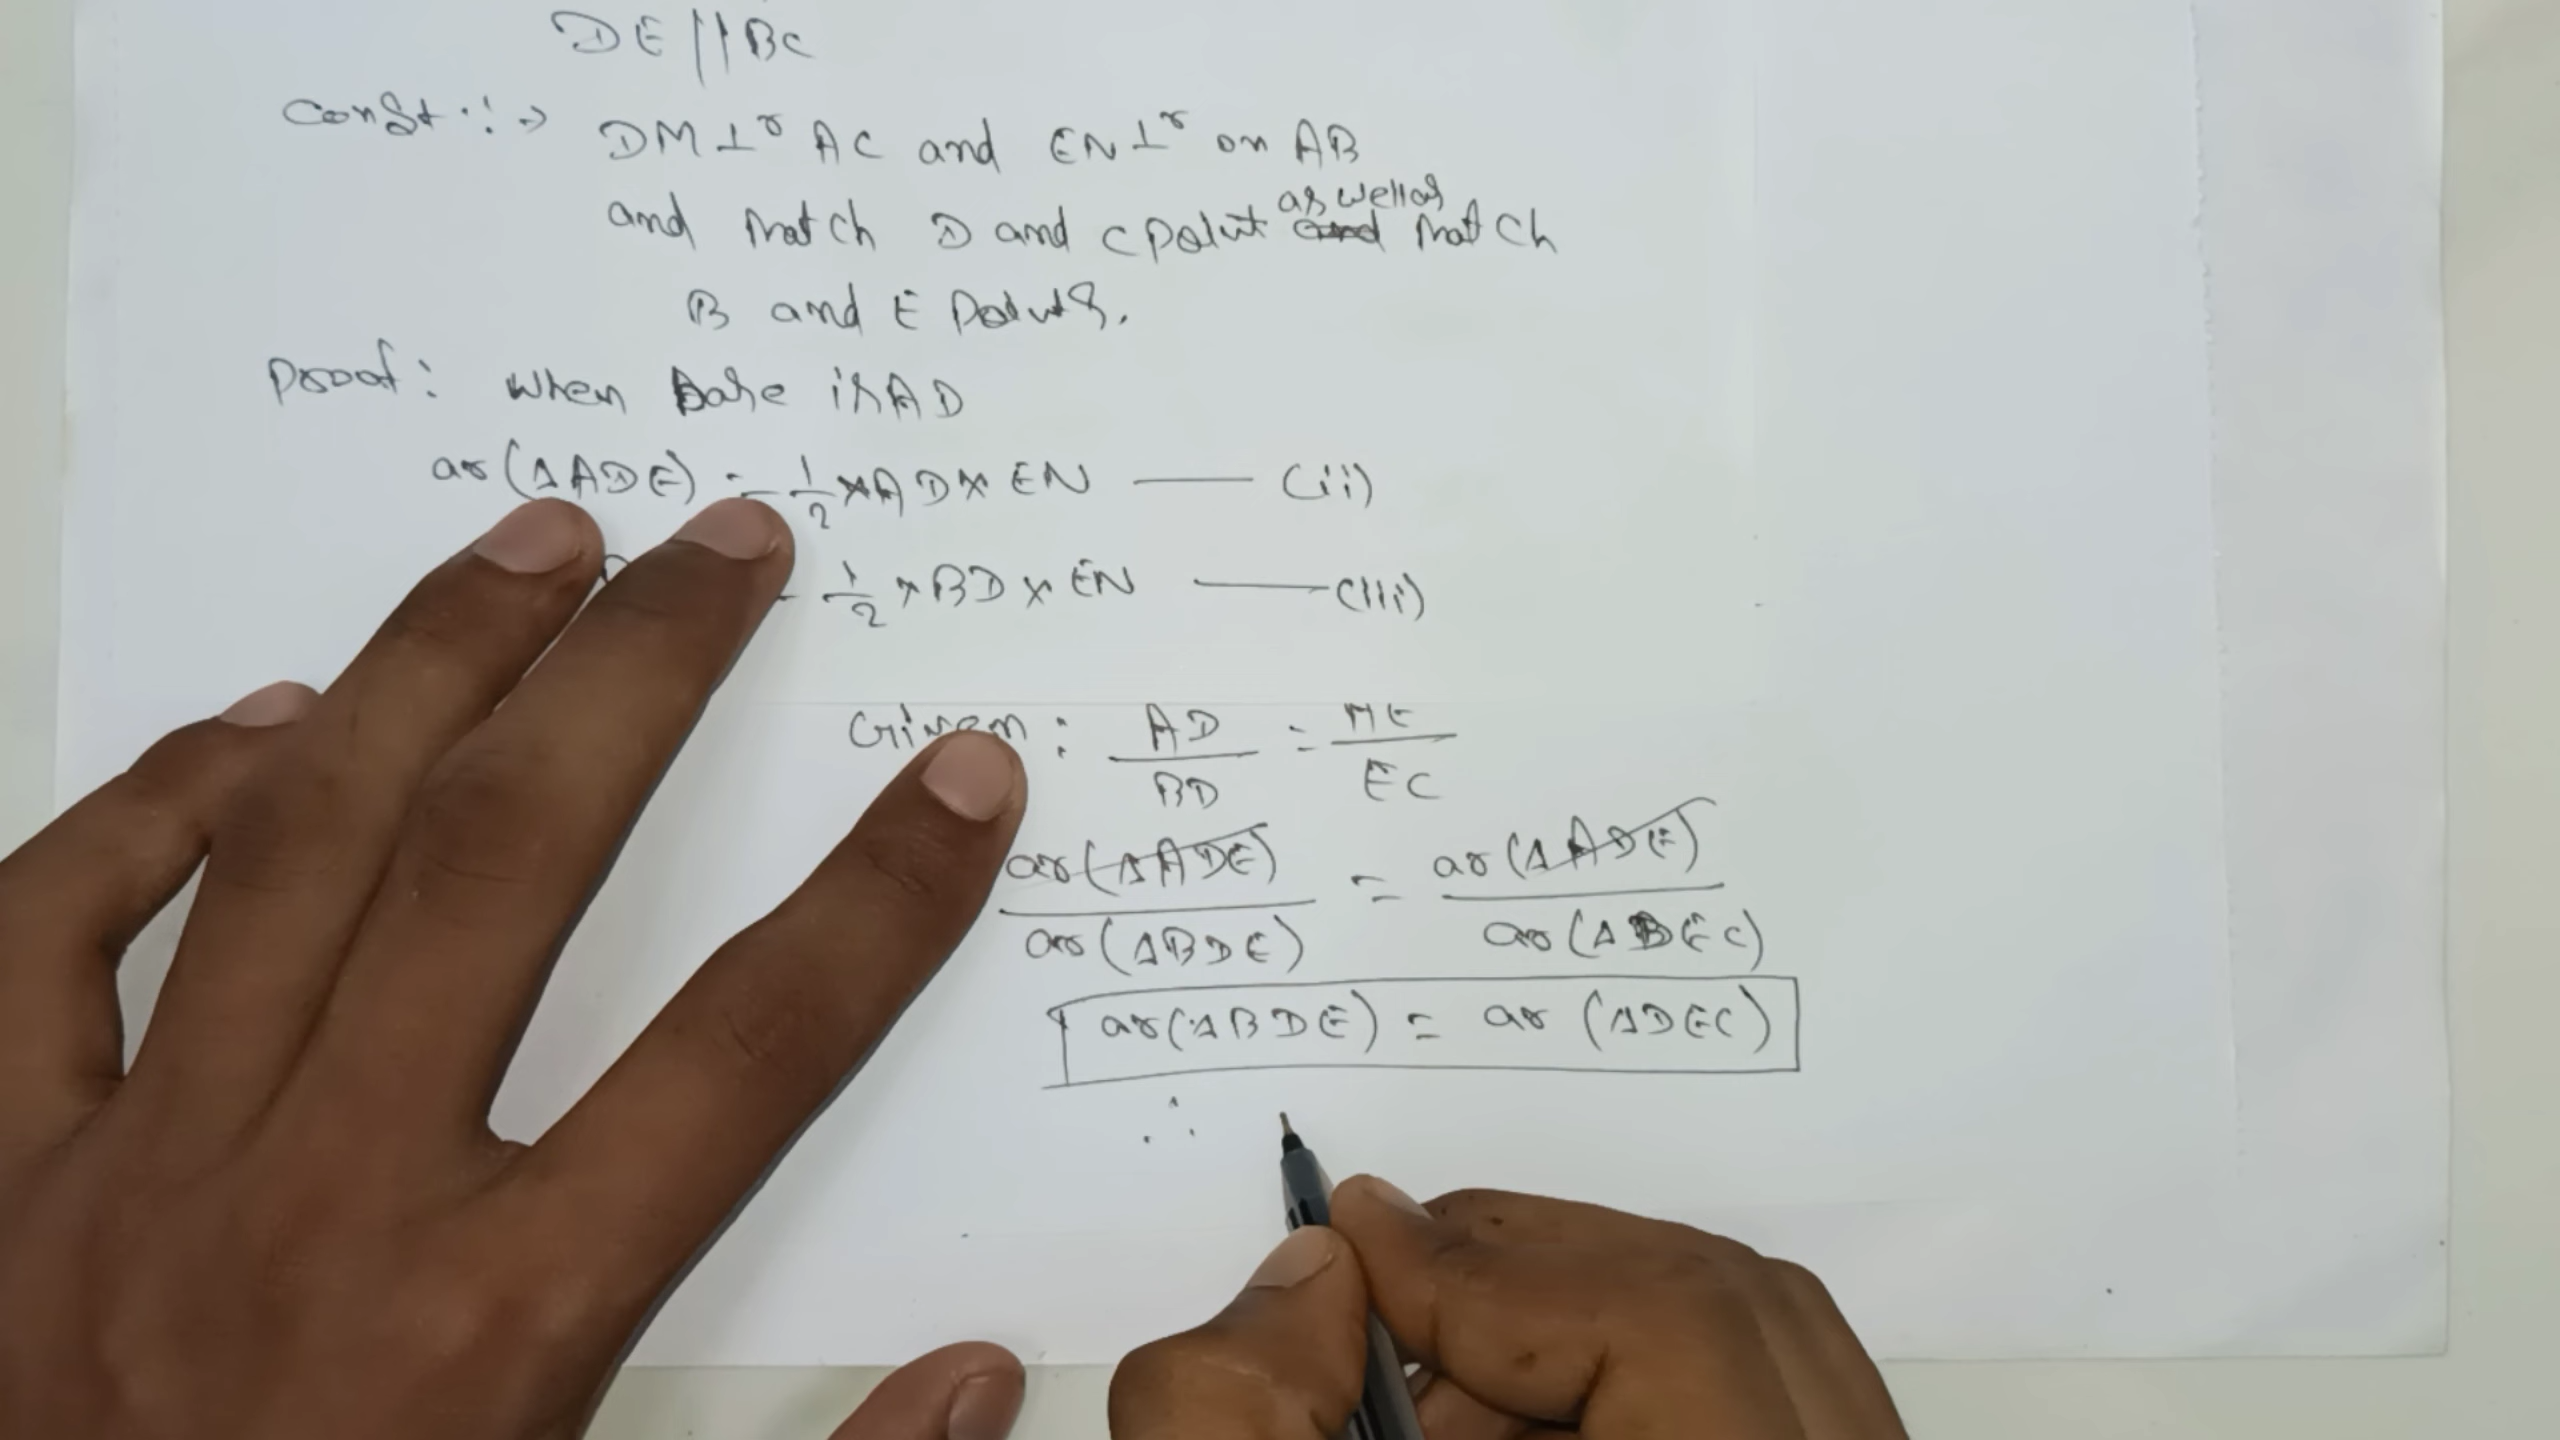 DE || BC
Const :→ DM ⊥r AC and EN ⊥r on AB
and match D and C point as well as match
B and E points.
Proof: when base is AD
ar(ΔADE) = 1/2 × AD × EN —— (ii)
1/2 × BD × EN —— (iii)
Given : AD/BD = AE/EC
ar(ΔADE)/ar(ΔBDE) = ar(ΔADE)/ar(ΔDEC)
ar(ΔBDE) = ar(ΔDEC)
∴